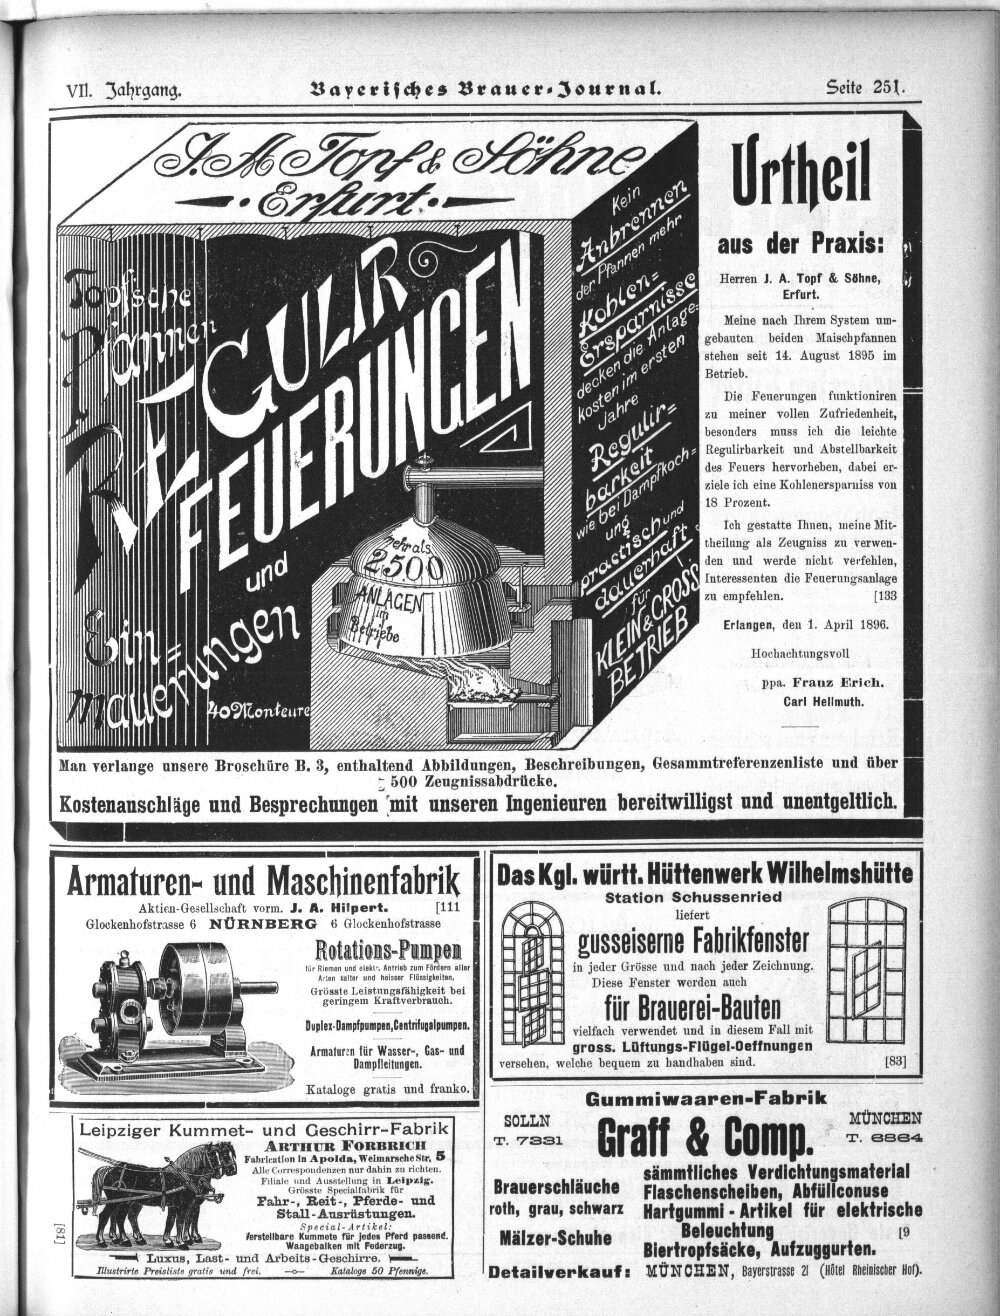 VII. Jahrgang.
Bayerisches Brauer-Journal.
Seite 251.
J. A. Topf & Söhne
Erfurt.
Topf'sche
Pfannen
REGULIR
FEUERUNGEN
und
Ein=
mauerungen
40 Monteure
mehr als
2500
ANLAGEN
im
Betriebe
Kein
Anbrennen
der Pfannen mehr
Kohlen=
Ersparnisse
decken die Anlage-
kosten im ersten
Jahre
Regulir=
barkeit
wie bei Dampfkoch=
ung
practisch und
dauerhaft
für
KLEIN & GROSS
BETRIEB
Urtheil
aus der Praxis:
Herren J. A. Topf & Söhne,
Erfurt.
Meine nach Ihrem System um-
gebauten beiden Maischpfannen
stehen seit 14. August 1895 im
Betrieb.
Die Feuerungen funktioniren
zu meiner vollen Zufriedenheit,
besonders muss ich die leichte
Regulirbarkeit und Abstellbarkeit
des Feuers hervorheben, dabei er-
ziele ich eine Kohlenersparniss von
18 Prozent.
Ich gestatte Ihnen, meine Mit-
theilung als Zeugniss zu verwen-
den und werde nicht verfehlen,
Interessenten die Feuerungsanlage
zu empfehlen. [133
Erlangen, den 1. April 1896.
Hochachtungsvoll
ppa. Franz Erich.
Carl Hellmuth.
Man verlange unsere Broschüre B. 3, enthaltend Abbildungen, Beschreibungen, Gesammtreferenzenliste und über
500 Zeugnissabdrücke.
Kostenanschläge und Besprechungen mit unseren Ingenieuren bereitwilligst und unentgeltlich.
Armaturen- und Maschinenfabrik
Aktien-Gesellschaft vorm. J. A. Hilpert. [111
Glockenhofstrasse 6 NÜRNBERG 6 Glockenhofstrasse
Rotations-Pumpen
für Riemen und elektr. Antrieb zum Fördern aller
Arten kalter und heisser Flüssigkeiten.
Grösste Leistungsfähigkeit bei
geringem Kraftverbrauch.
Duplex-Dampfpumpen, Centrifugalpumpen.
Armaturen für Wasser-, Gas- und
Dampfleitungen.
Kataloge gratis und franko.
Das Kgl. württ. Hüttenwerk Wilhelmshütte
Station Schussenried
liefert
gusseiserne Fabrikfenster
in jeder Grösse und nach jeder Zeichnung.
Diese Fenster werden auch
für Brauerei-Bauten
vielfach verwendet und in diesem Fall mit
gross. Lüftungs-Flügel-Oeffnungen
versehen, welche bequem zu handhaben sind. [83]
Leipziger Kummet- und Geschirr-Fabrik
ARTHUR FORBRICH
Fabrication in Apolda, Weimarsche Str. 5
Alle Correspondenzen nur dahin zu richten.
Filiale und Ausstellung in Leipzig.
Grösste Specialfabrik für
Fahr-, Reit-, Pferde- und
Stall-Ausrüstungen.
Special-Artikel:
Verstellbare Kummete für jedes Pferd passend.
Waagebalken mit Federzug.
Luxus, Last- und Arbeits-Geschirre.
Illustrirte Preisliste gratis und frei. —o— Kataloge 50 Pfennige.
[81]
Gummiwaaren-Fabrik
SOLLN
T. 7331
Graff & Comp.
MÜNCHEN
T. 6864
Brauerschläuche
roth, grau, schwarz
Mälzer-Schuhe
sämmtliches Verdichtungsmaterial
Flaschenscheiben, Abfüllconuse
Hartgummi-Artikel für elektrische
Beleuchtung [9
Biertropfsäcke, Aufzuggurten.
Detailverkauf: MÜNCHEN, Bayerstrasse 21 (Hôtel Rheinischer Hof).